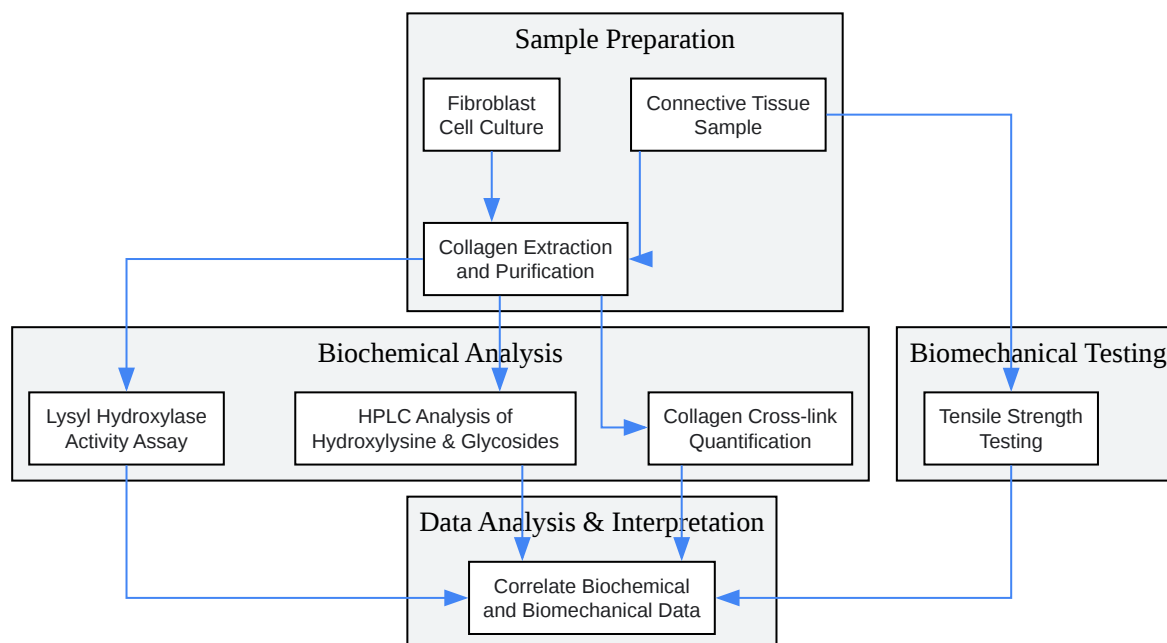 Sample Preparation
Fibroblast
Cell Culture
Connective Tissue
Sample
Collagen Extraction
and Purification
Biochemical Analysis
Biomechanical Testing
Lysyl Hydroxylase
Activity Assay
HPLC Analysis of
Hydroxylysine & Glycosides
Collagen Cross-link
Quantification
Tensile Strength
Testing
Data Analysis & Interpretation
Correlate Biochemical
and Biomechanical Data